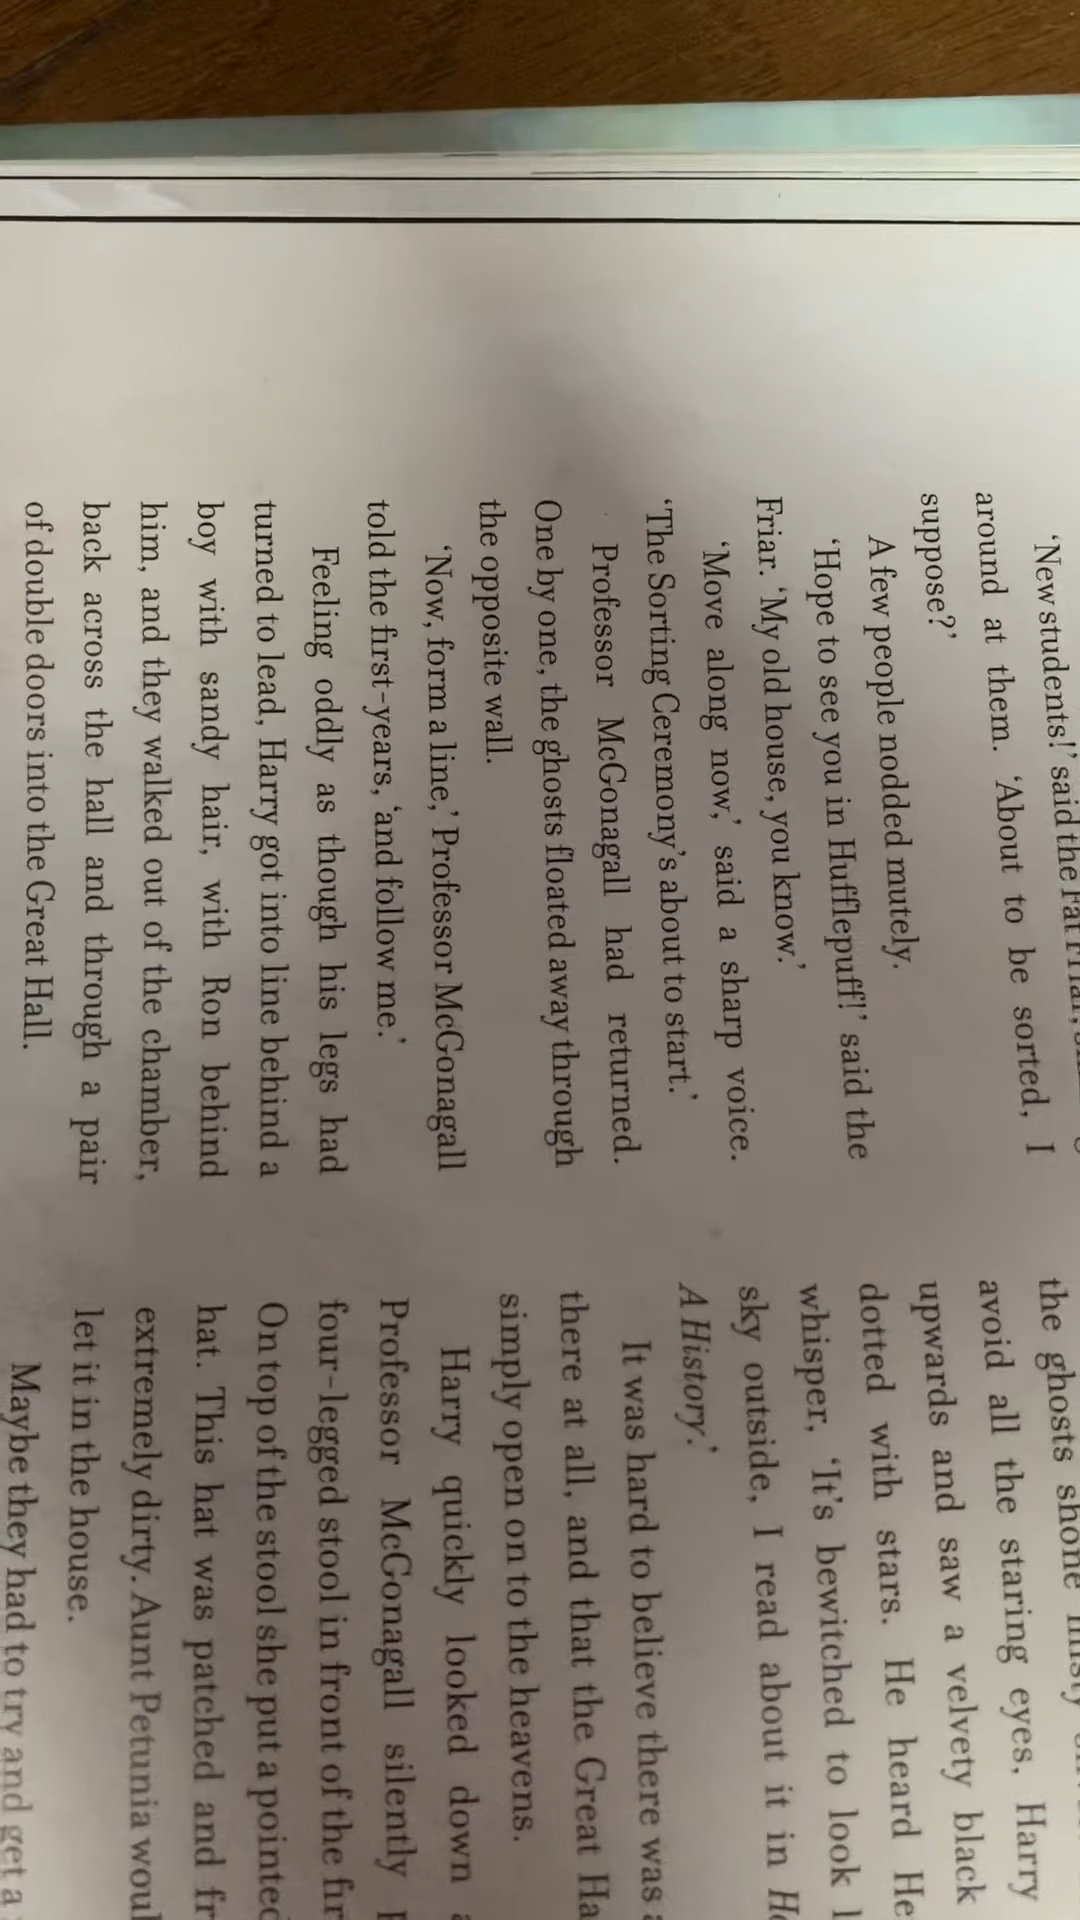 'New students!' said the Fat Friar,
around at them. 'About to be sorted, I
suppose?'
A few people nodded mutely.
'Hope to see you in Hufflepuff!' said the
Friar. 'My old house, you know.'
'Move along now,' said a sharp voice.
'The Sorting Ceremony's about to start.'
Professor McGonagall had returned.
One by one, the ghosts floated away through
the opposite wall.
'Now, form a line,' Professor McGonagall
told the first-years, 'and follow me.'
Feeling oddly as though his legs had
turned to lead, Harry got into line behind a
boy with sandy hair, with Ron behind
him, and they walked out of the chamber,
back across the hall and through a pair
of double doors into the Great Hall.
the ghosts shone misty
avoid all the staring eyes, Harry
upwards and saw a velvety black
dotted with stars. He heard He
whisper, 'It's bewitched to look l
sky outside, I read about it in Ho
A History.'
It was hard to believe there was a
there at all, and that the Great Ha
simply open on to the heavens.
Harry quickly looked down a
Professor McGonagall silently p
four-legged stool in front of the fir
On top of the stool she put a pointed
hat. This hat was patched and fr
extremely dirty. Aunt Petunia woul
let it in the house.
Maybe they had to try and get a